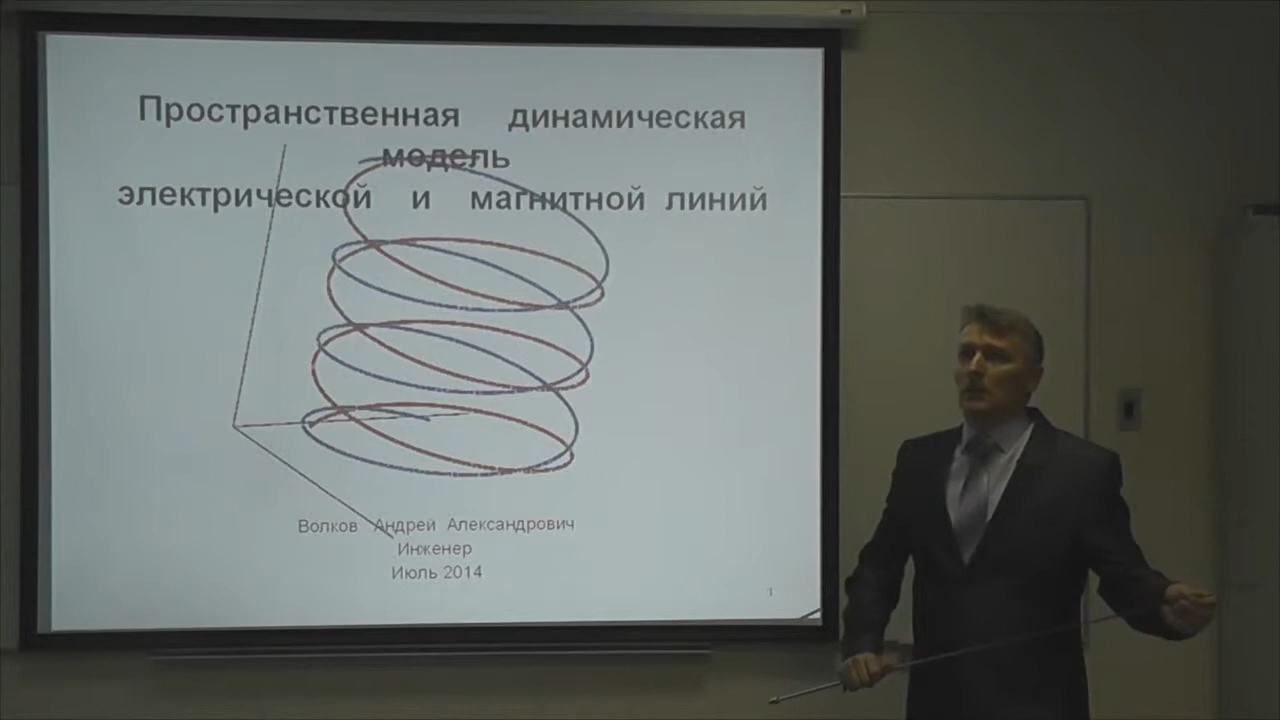 Пространственная динамическая
модель
электрической и магнитной линий
Волков Андрей Александрович
Инженер
Июль 2014
1